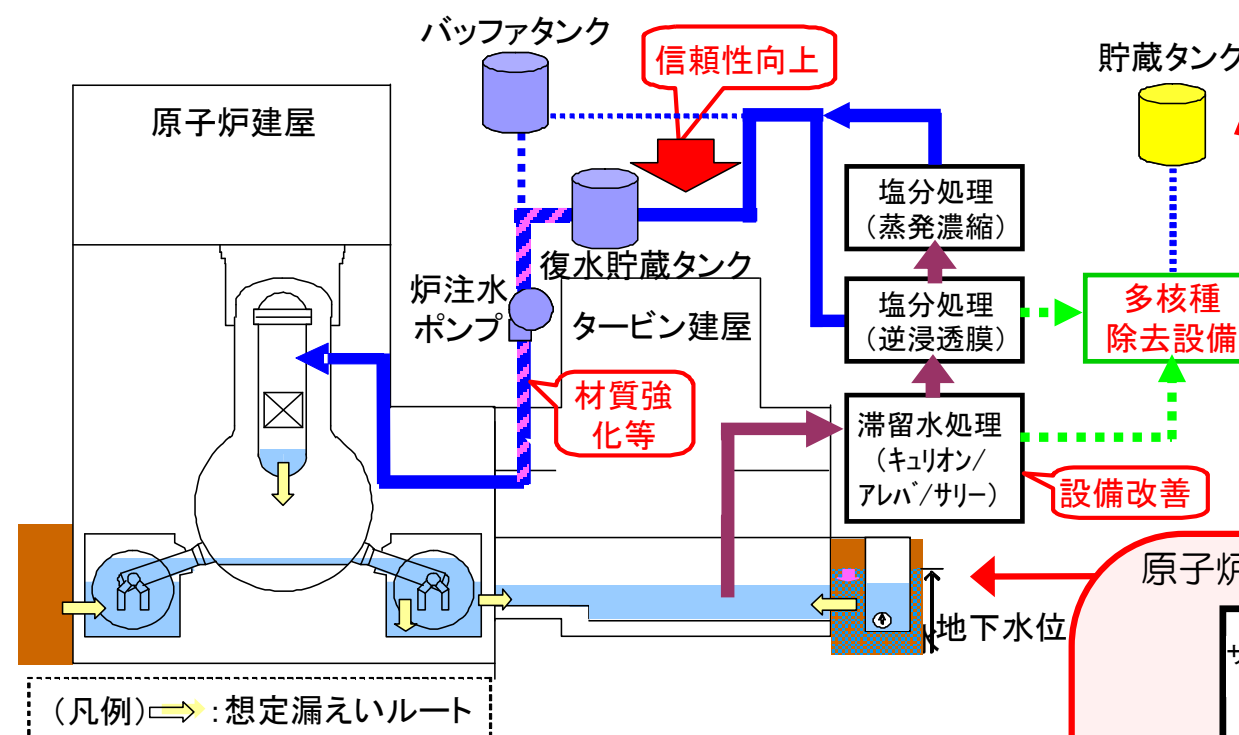 バッファタンク
信頼性向上
貯蔵タンク
原子炉建屋
塩分処理
（蒸発濃縮）
復水貯蔵タンク
炉注水
ポンプ
タービン建屋
塩分処理
（逆浸透膜）
多核種
除去設備
材質強
化等
滞留水処理
（ｷｭﾘｵﾝ/
ｱﾚﾊﾞ/ｻﾘｰ）
設備改善
原子炉
地下水位
（凡例） ：想定漏えいルート